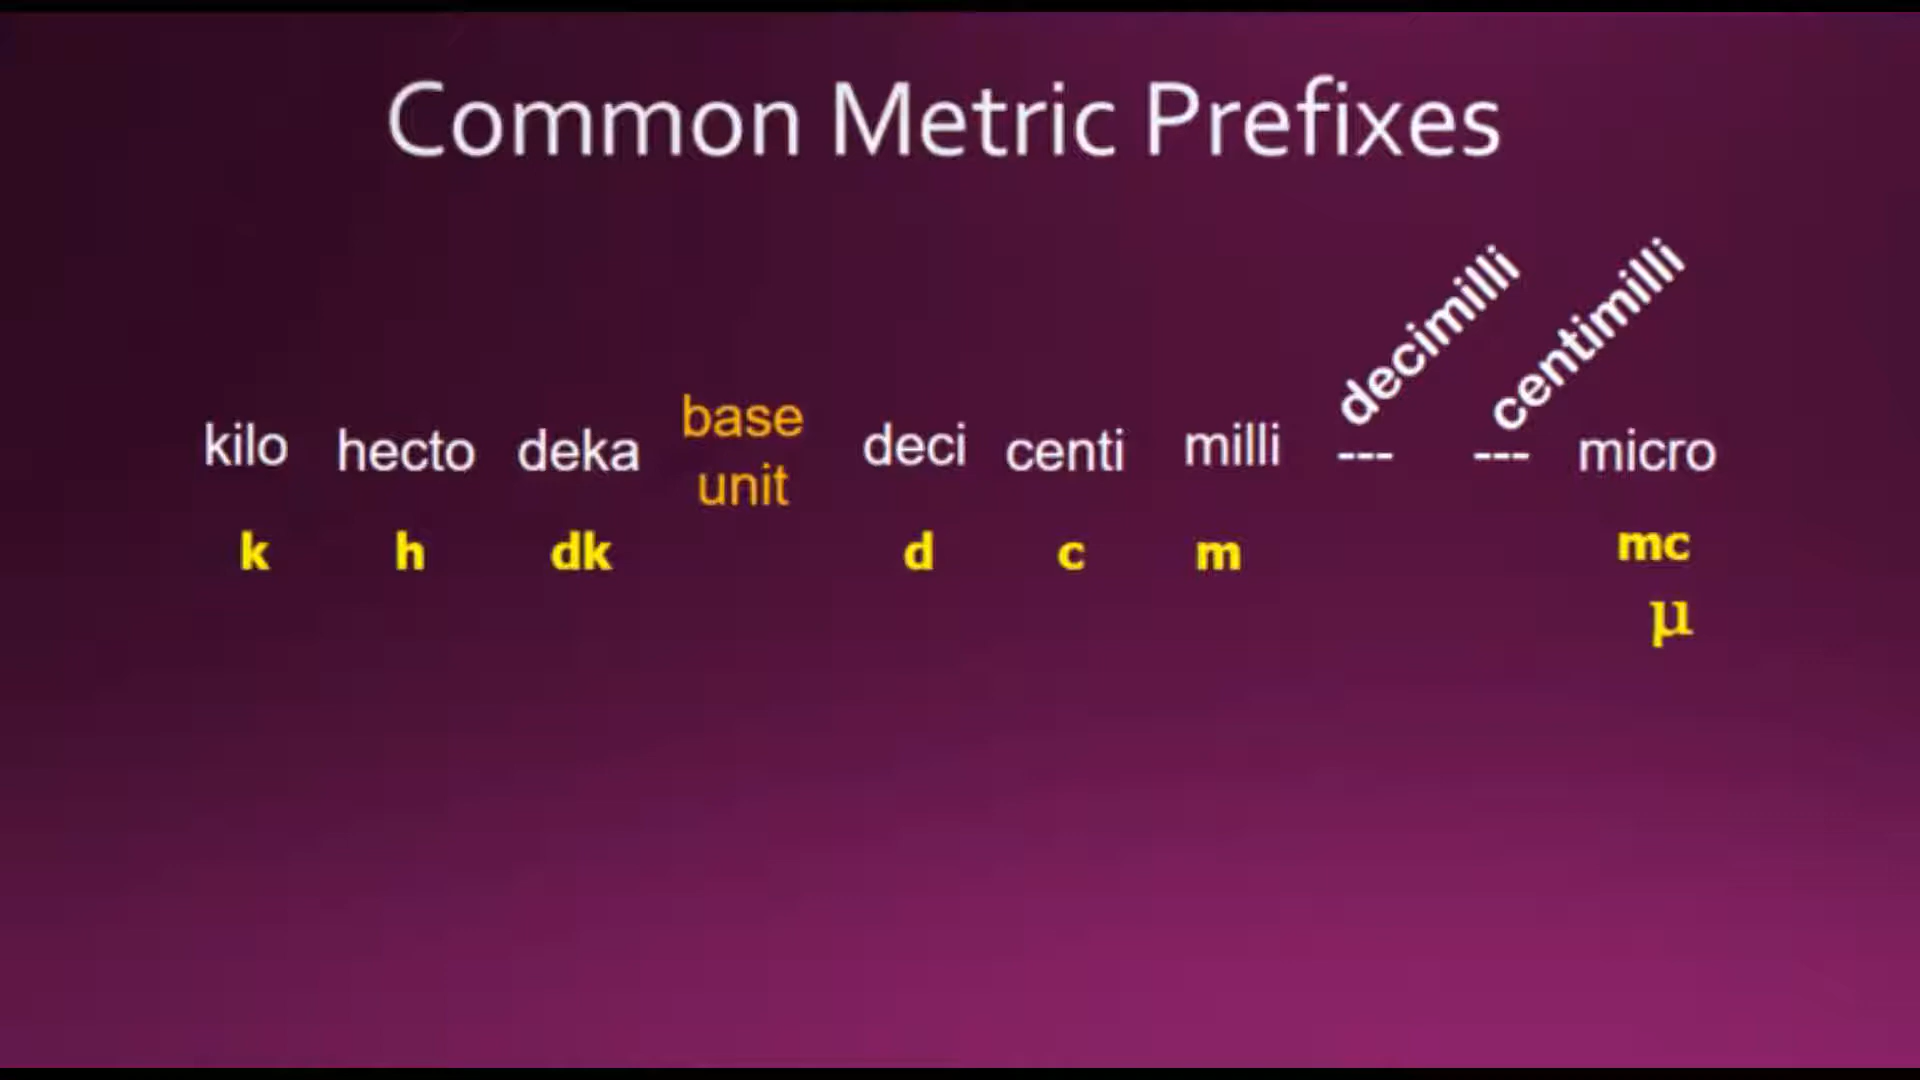 Common Metric Prefixes
decimilli centimilli
kilo hecto deka base unit deci centi milli --- --- micro
k h dk d c m mc
µ